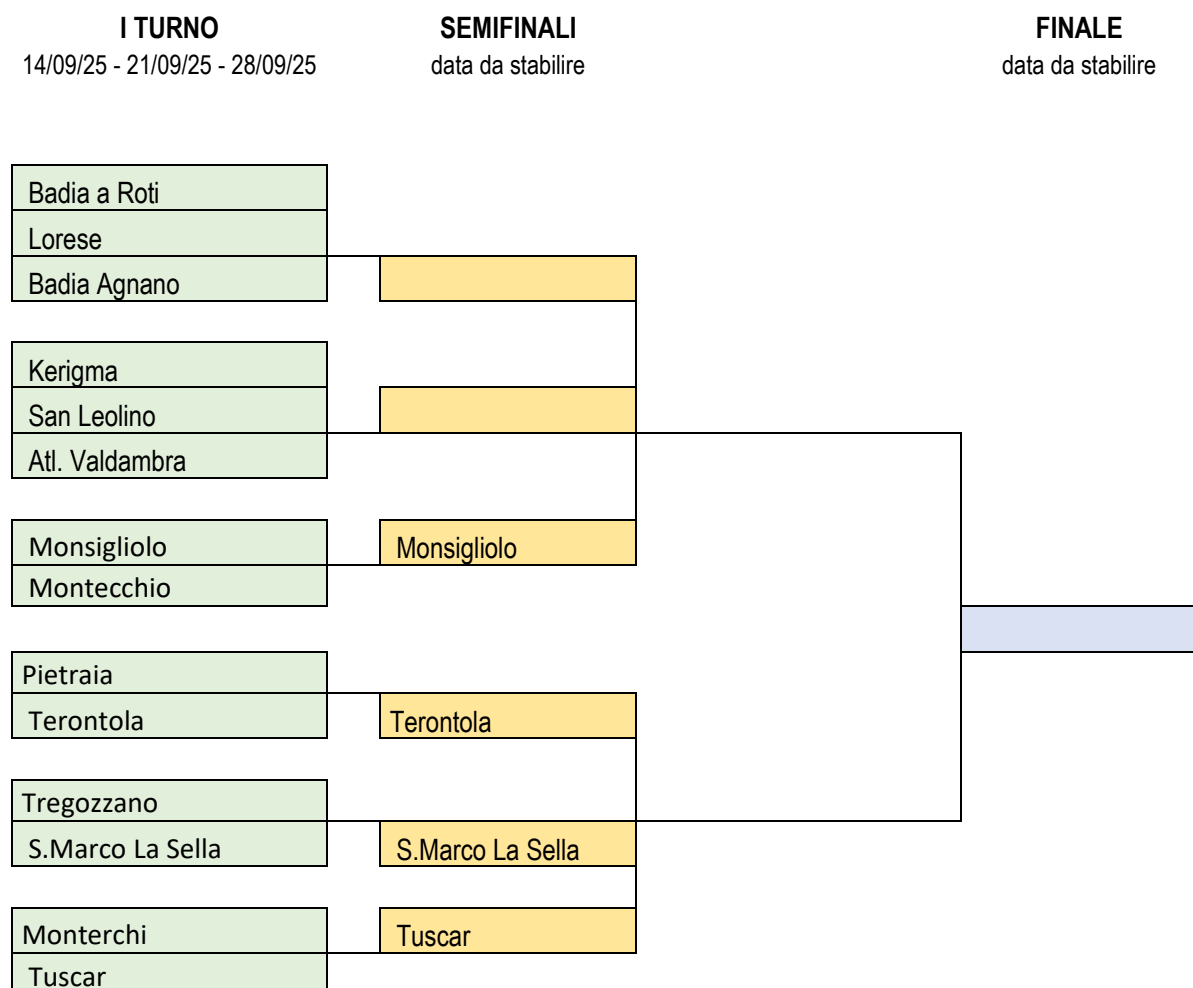 I TURNO SEMIFINALI FINALE
14/09/25 - 21/09/25 - 28/09/25 data da stabilire data da stabilire
Badia a Roti
Lorese
Badia Agnano
Kerigma
San Leolino
Atl. Valdambra
Monsigliolo Monsigliolo
Montecchio
Pietraia
Terontola Terontola
Tregozzano
S.Marco La Sella S.Marco La Sella
Monterchi Tuscar
Tuscar